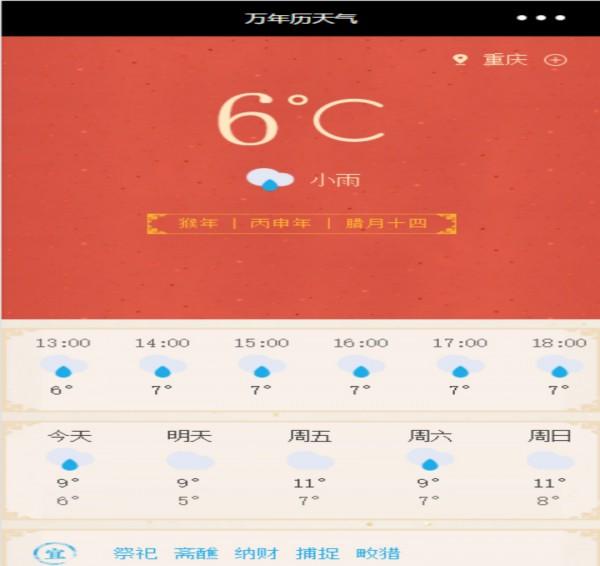 万年历天气
重庆
6℃
小雨
猴年 | 丙申年 | 腊月十四
13:00 14:00 15:00 16:00 17:00 18:00
6° 7° 7° 7° 7° 7°
今天 明天 周五 周六 周日
9° 9° 11° 9° 11°
6° 5° 7° 7° 8°
宜 祭祀 斋醮 纳财 捕捉 畋猎